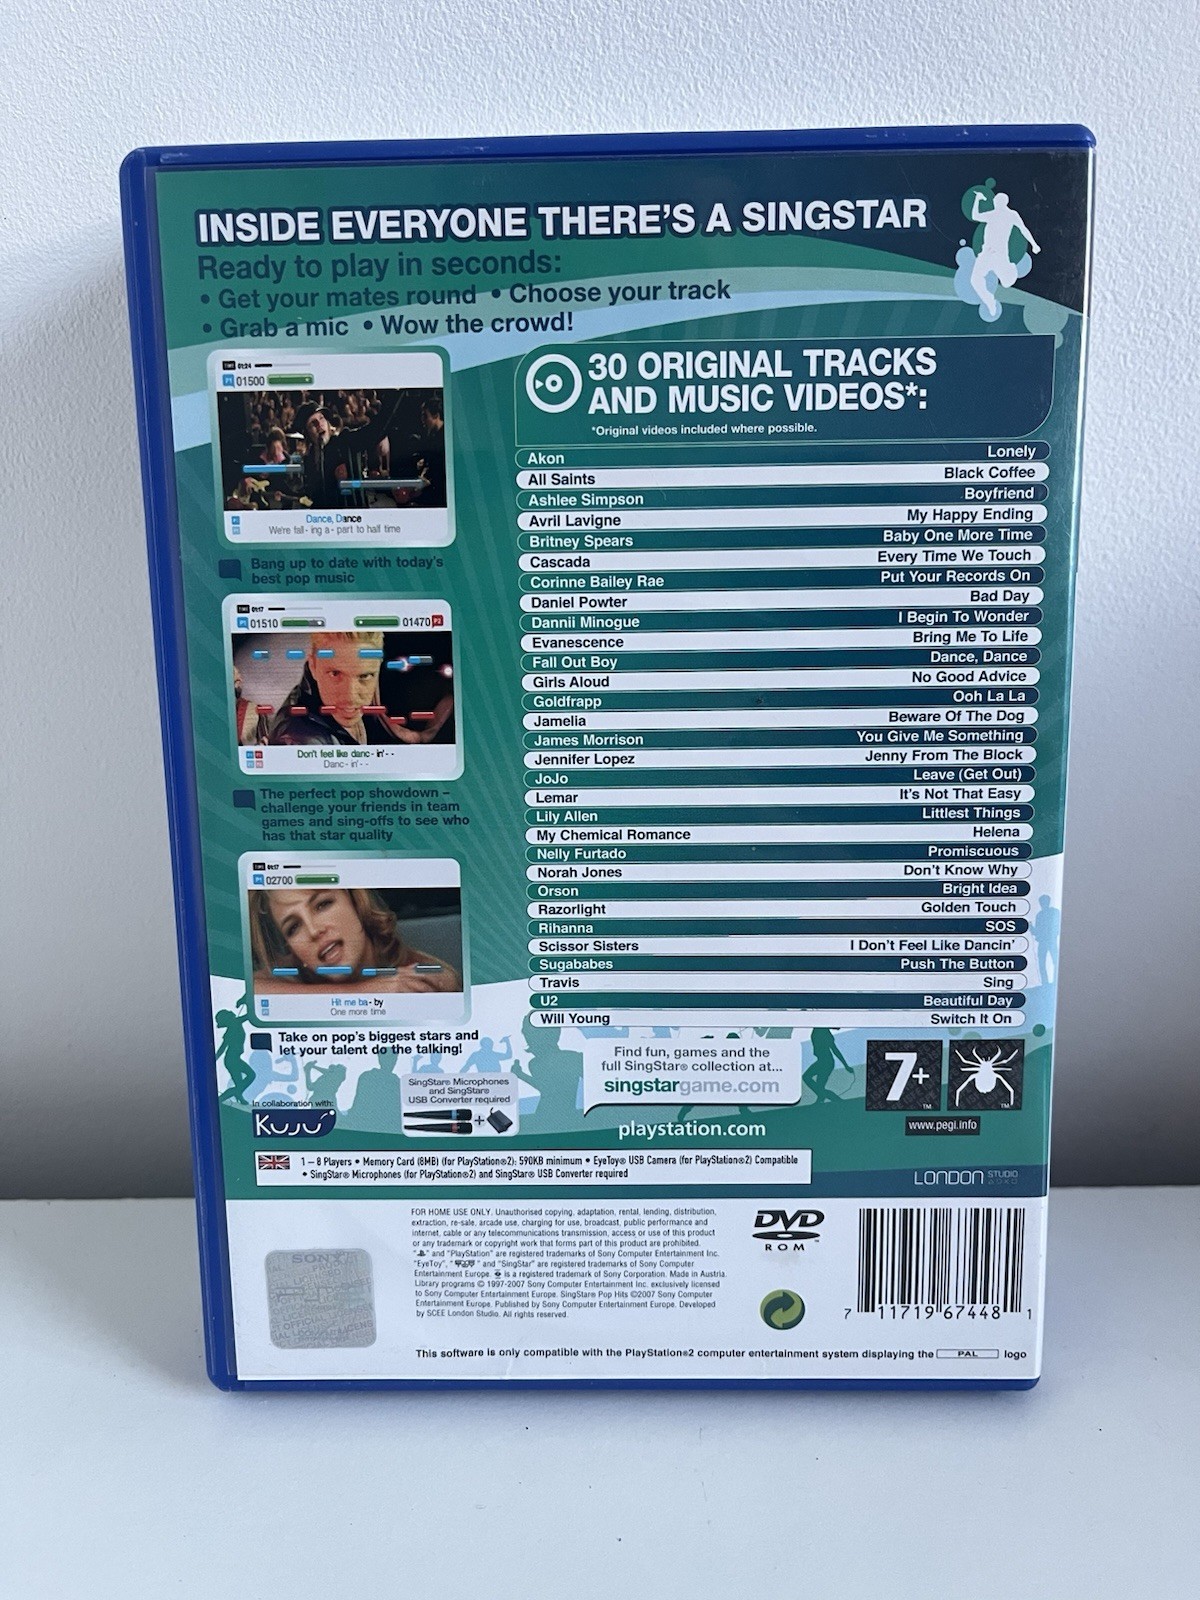 INSIDE EVERYONE THERE'S A SINGSTAR
Ready to play in seconds:
• Get your mates round • Choose your track
• Grab a mic • Wow the crowd!
TIME 01:24
P1 01500
Dance, Dance
We're fall- ing a- part to half time
Bang up to date with today's
best pop music
TIME 01:17
P1 01510 01470 P2
Don't feel like danc- in'- -
Danc- in'- -
The perfect pop showdown –
challenge your friends in team
games and sing-offs to see who
has that star quality
TIME 01:17
P1 02700
Hit me ba- by
One more time
Take on pop's biggest stars and
let your talent do the talking!
30 ORIGINAL TRACKS
AND MUSIC VIDEOS*:
*Original videos included where possible.
Akon Lonely
All Saints Black Coffee
Ashlee Simpson Boyfriend
Avril Lavigne My Happy Ending
Britney Spears Baby One More Time
Cascada Every Time We Touch
Corinne Bailey Rae Put Your Records On
Daniel Powter Bad Day
Dannii Minogue I Begin To Wonder
Evanescence Bring Me To Life
Fall Out Boy Dance, Dance
Girls Aloud No Good Advice
Goldfrapp Ooh La La
Jamelia Beware Of The Dog
James Morrison You Give Me Something
Jennifer Lopez Jenny From The Block
JoJo Leave (Get Out)
Lemar It's Not That Easy
Lily Allen Littlest Things
My Chemical Romance Helena
Nelly Furtado Promiscuous
Norah Jones Don't Know Why
Orson Bright Idea
Razorlight Golden Touch
Rihanna SOS
Scissor Sisters I Don't Feel Like Dancin'
Sugababes Push The Button
Travis Sing
U2 Beautiful Day
Will Young Switch It On
In collaboration with:
Kuju
SingStar® Microphones
and SingStar®
USB Converter required
Find fun, games and the
full SingStar® collection at...
singstargame.com
playstation.com
7+ ™
™
www.pegi.info
1 – 8 Players • Memory Card (8MB) (for PlayStation®2): 590KB minimum • EyeToy® USB Camera (for PlayStation®2) Compatible
• SingStar® Microphones (for PlayStation®2) and SingStar® USB Converter required
LONDON STUDIO
SONY
FOR HOME USE ONLY. Unauthorised copying, adaptation, rental, lending, distribution,
extraction, re-sale, arcade use, charging for use, broadcast, public performance and
internet, cable or any telecommunications transmission, access or use of this product
or any trademark or copyright work that forms part of this product are prohibited.
" " and "PlayStation" are registered trademarks of Sony Computer Entertainment Inc.
"EyeToy", " " and "SingStar" are registered trademarks of Sony Computer
Entertainment Europe. is a registered trademark of Sony Corporation. Made in Austria.
Library programs © 1997-2007 Sony Computer Entertainment Inc. exclusively licensed
to Sony Computer Entertainment Europe. SingStar® Pop Hits ©2007 Sony Computer
Entertainment Europe. Published by Sony Computer Entertainment Europe. Developed
by SCEE London Studio. All rights reserved.
DVD
ROM ™
7 11719 67448 1
This software is only compatible with the PlayStation®2 computer entertainment system displaying the PAL logo